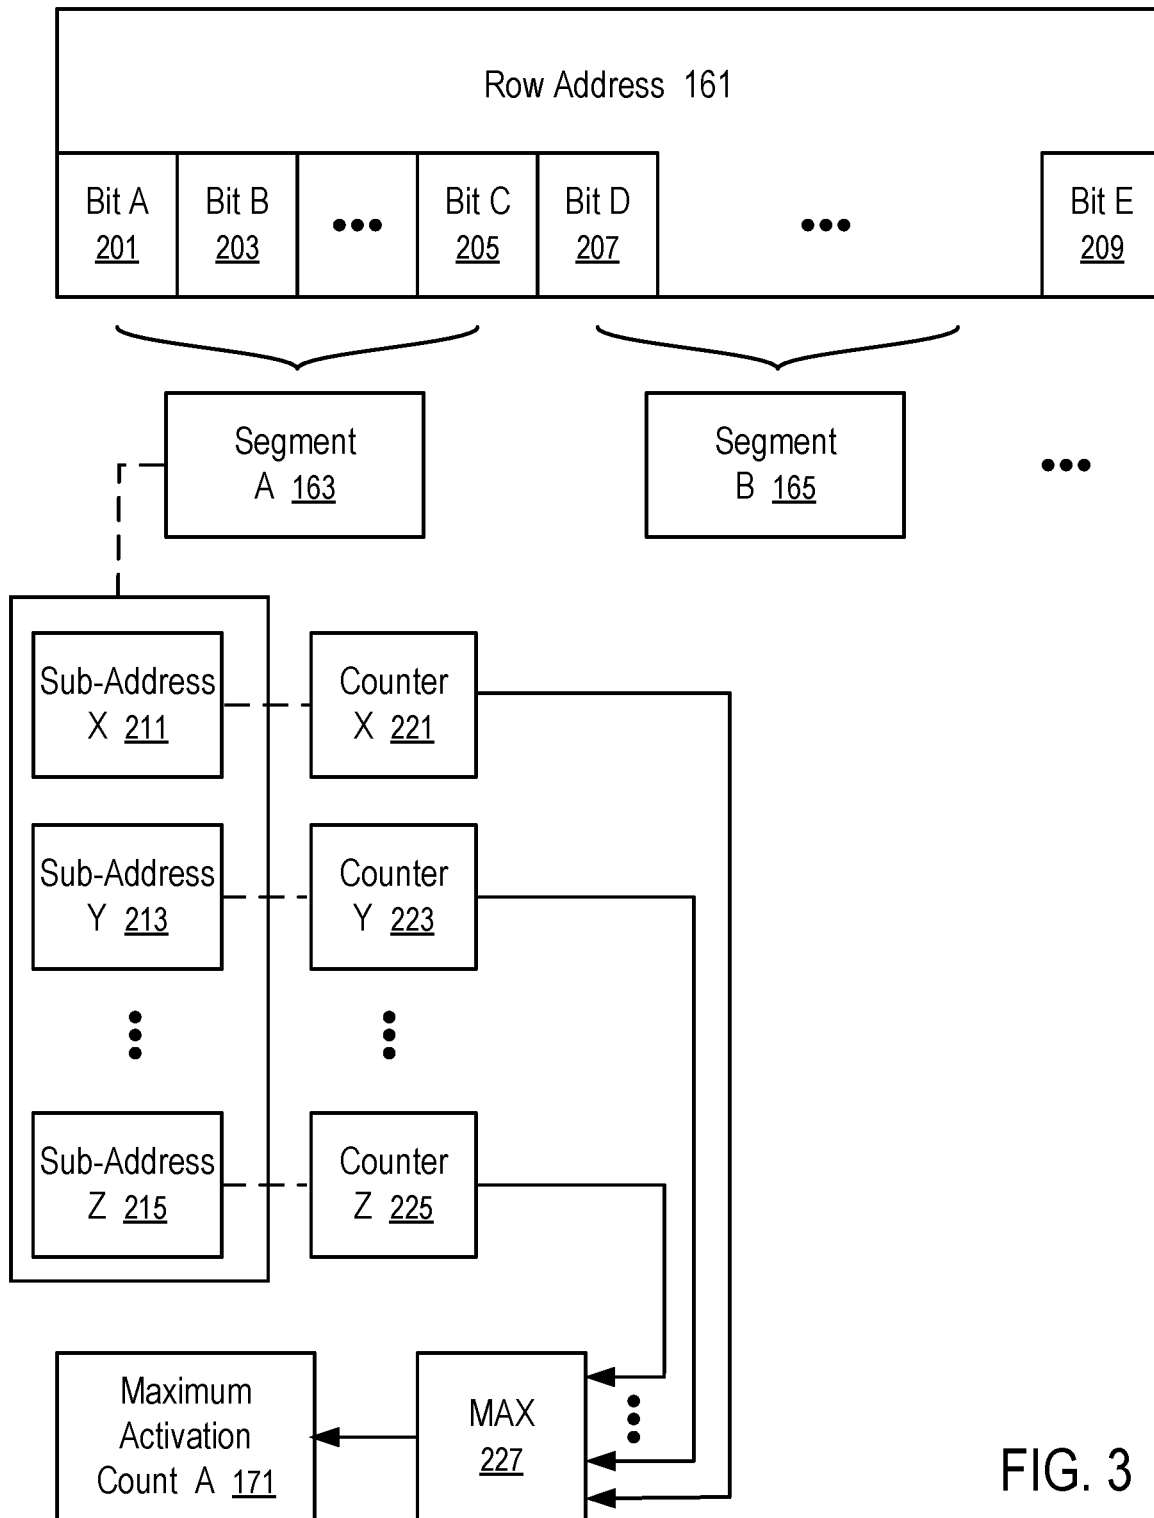 Row Address 161
Bit A
201
Bit B
203
Bit C
205
Bit D
207
Bit E
209
Segment
A 163
Segment
B 165
Sub-Address
X 211
Counter
X 221
Sub-Address
Y 213
Counter
Y 223
Sub-Address
Z 215
Counter
Z 225
Maximum
Activation
Count A 171
MAX
227
FIG. 3